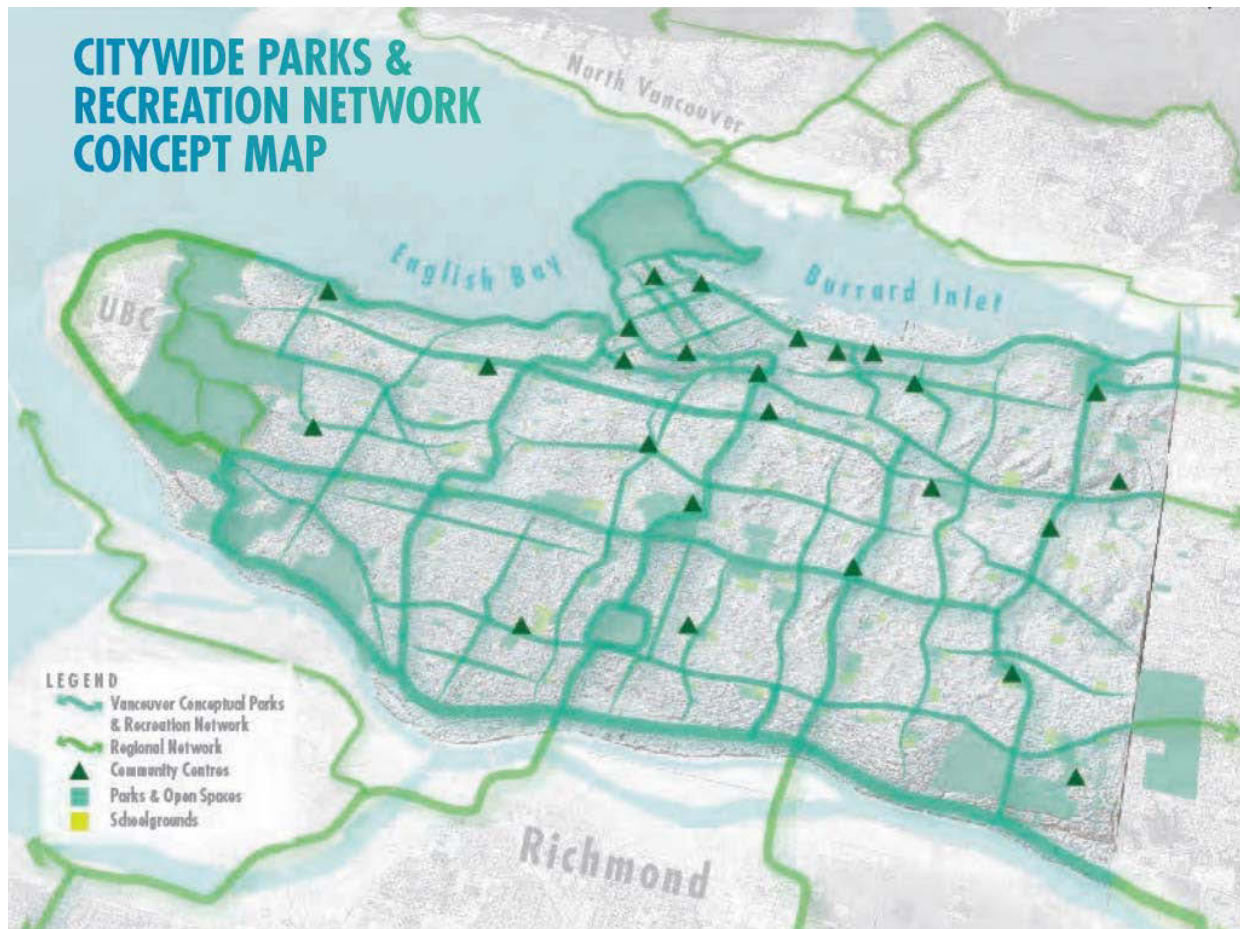 CITYWIDE PARKS &
RECREATION NETWORK
CONCEPT MAP
North Vancouver
English Bay
Burrard Inlet
UBC
LEGEND
Vancouver Conceptual Parks
& Recreation Network
Regional Network
Community Centres
Parks & Open Spaces
Schoolgrounds
Richmond